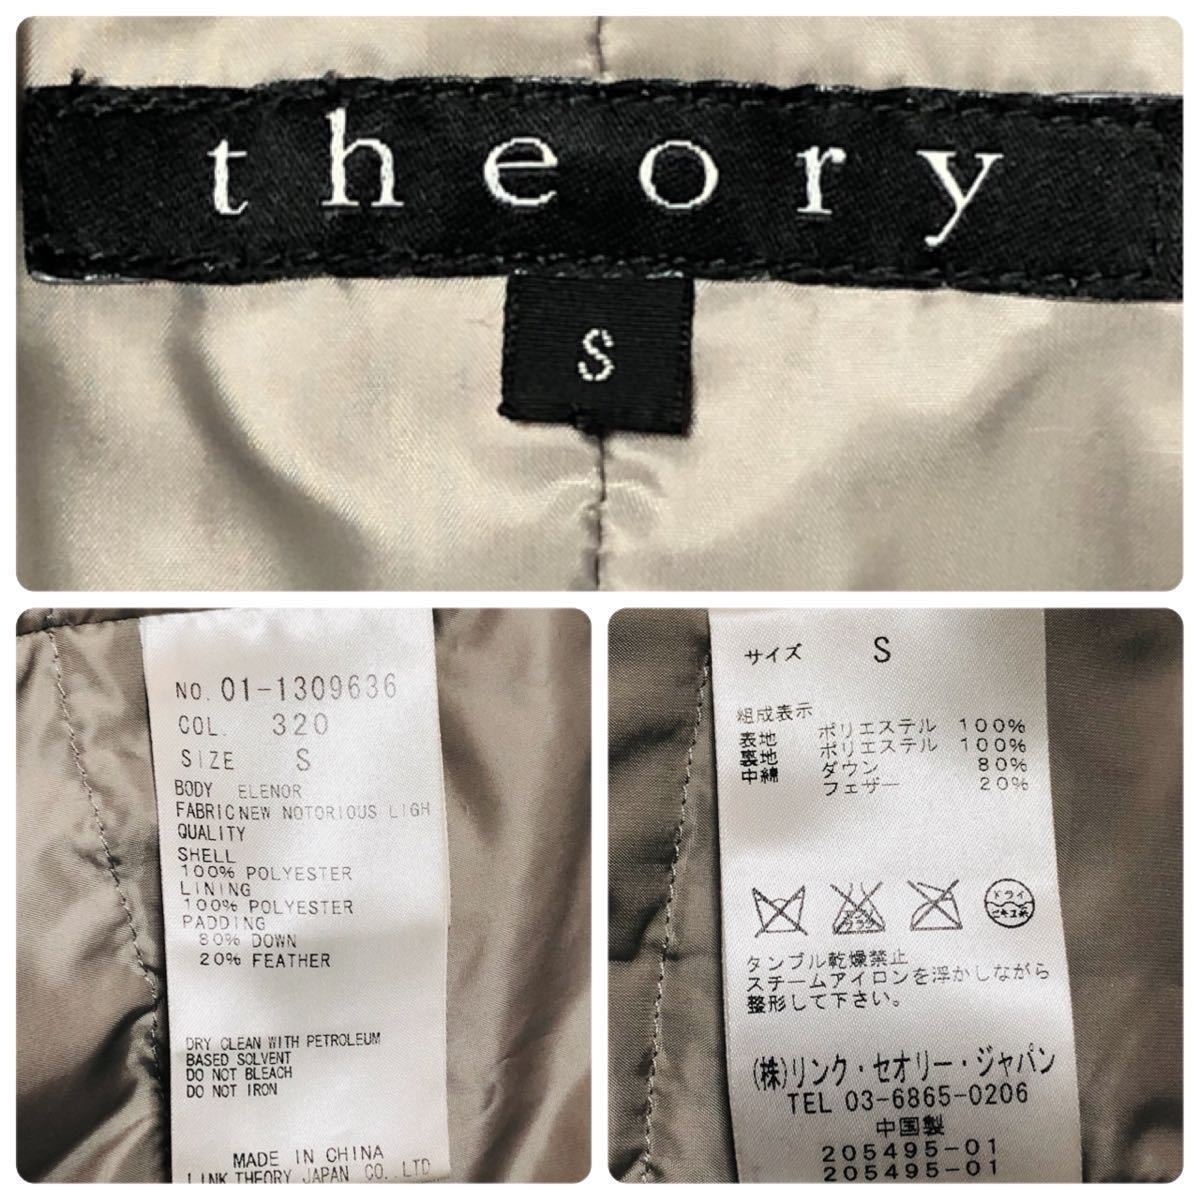 theory
S
NO. 01-1309636
COL. 320
SIZE S
BODY ELENOR
FABRIC NEW NOTORIOUS LIGH
QUALITY
SHELL
100% POLYESTER
LINING
100% POLYESTER
PADDING
80% DOWN
20% FEATHER
DRY CLEAN WITH PETROLEUM
BASED SOLVENT
DO NOT BLEACH
DO NOT IRON
MADE IN CHINA
LINK THEORY JAPAN CO., LTD
サイズ S
組成表示
表地 ポリエステル 100%
裏地 ポリエステル 100%
中綿 ダウン 80%
フェザー 20%
ドライ
セキユ系
タンブル乾燥禁止
スチームアイロンを浮かしながら
整形して下さい。
(株)リンク・セオリー・ジャパン
TEL 03-6865-0206
中国製
205495-01
205495-01